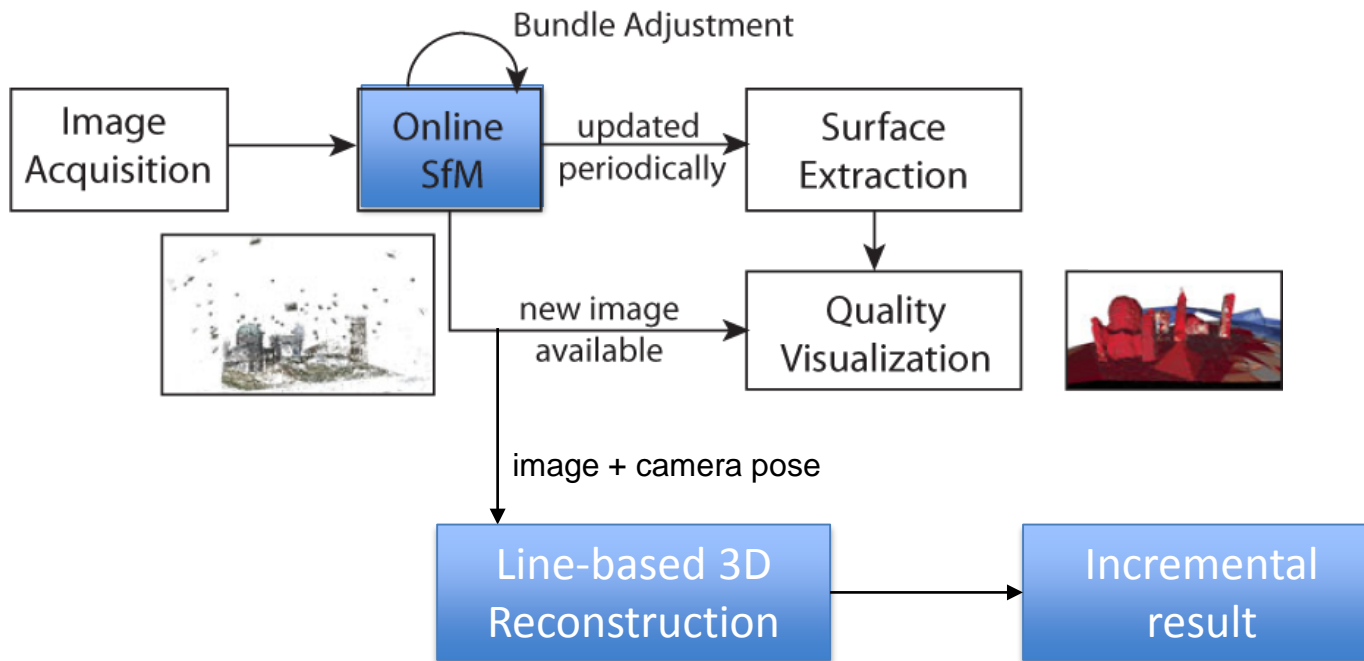 Bundle Adjustment
Image
Acquisition
Online
SfM
updated
periodically
Surface
Extraction
new image
available
Quality
Visualization
image + camera pose
Line-based 3D
Reconstruction
Incremental
result